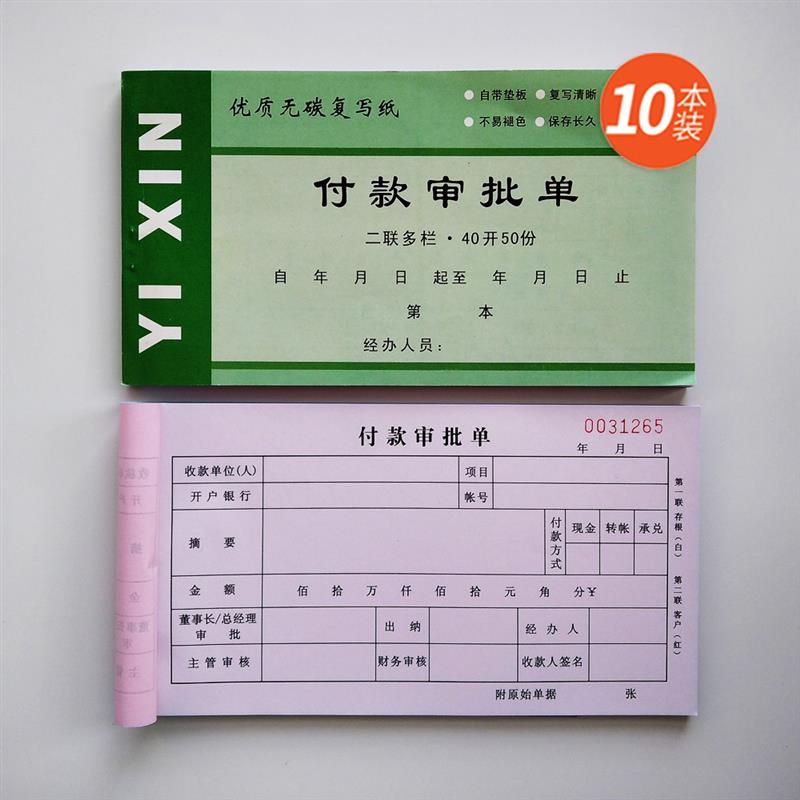 YI XIN
优质无碳复写纸
自带垫板 复写清晰
不易褪色 保存长久
10本装
付款审批单
二联多栏·40开50份
自 年 月 日 起至 年 月 日 止
第 本
经办人员：
付款审批单
0031265
年 月 日
收款单位(人) 项目
开户银行 帐号
摘要 付款方式 现金 转帐 承兑
金额 佰 拾 万 仟 佰 拾 元 角 分¥
董事长/总经理
审 批
出纳 经办人
主管审核 财务审核 收款人签名
附原始单据 张
第一联 存根（白）
第二联 客户（红）